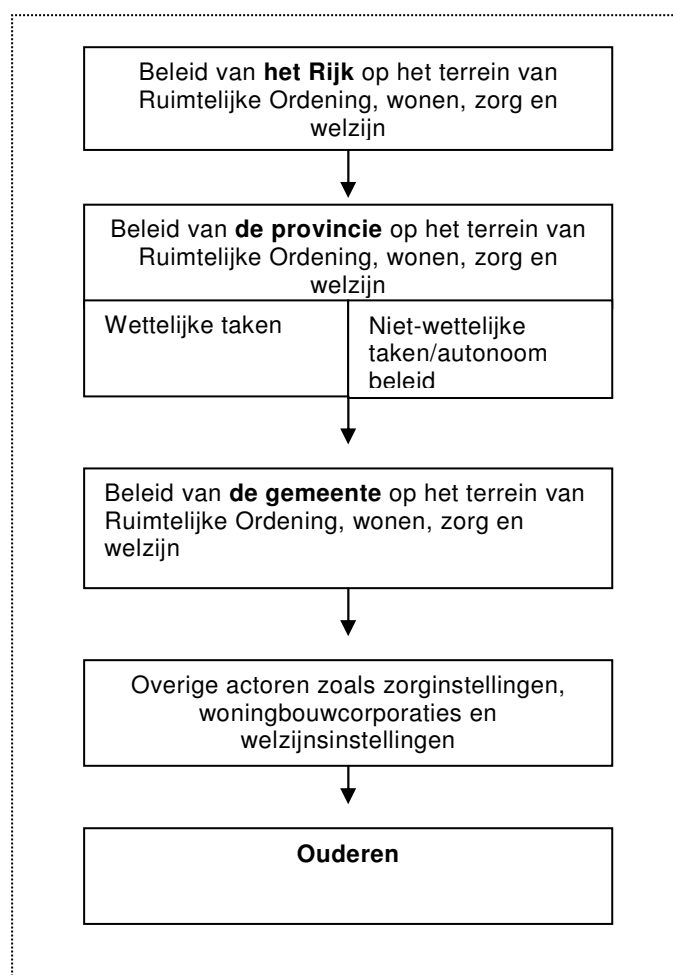 Beleid van het Rijk op het terrein van
Ruimtelijke Ordening, wonen, zorg en
welzijn
Beleid van de provincie op het terrein van
Ruimtelijke Ordening, wonen, zorg en
welzijn
Wettelijke taken
Niet-wettelijke
taken/autonoom
beleid
Beleid van de gemeente op het terrein van
Ruimtelijke Ordening, wonen, zorg en
welzijn
Overige actoren zoals zorginstellingen,
woningbouwcorporaties en
welzijnsinstellingen
Ouderen